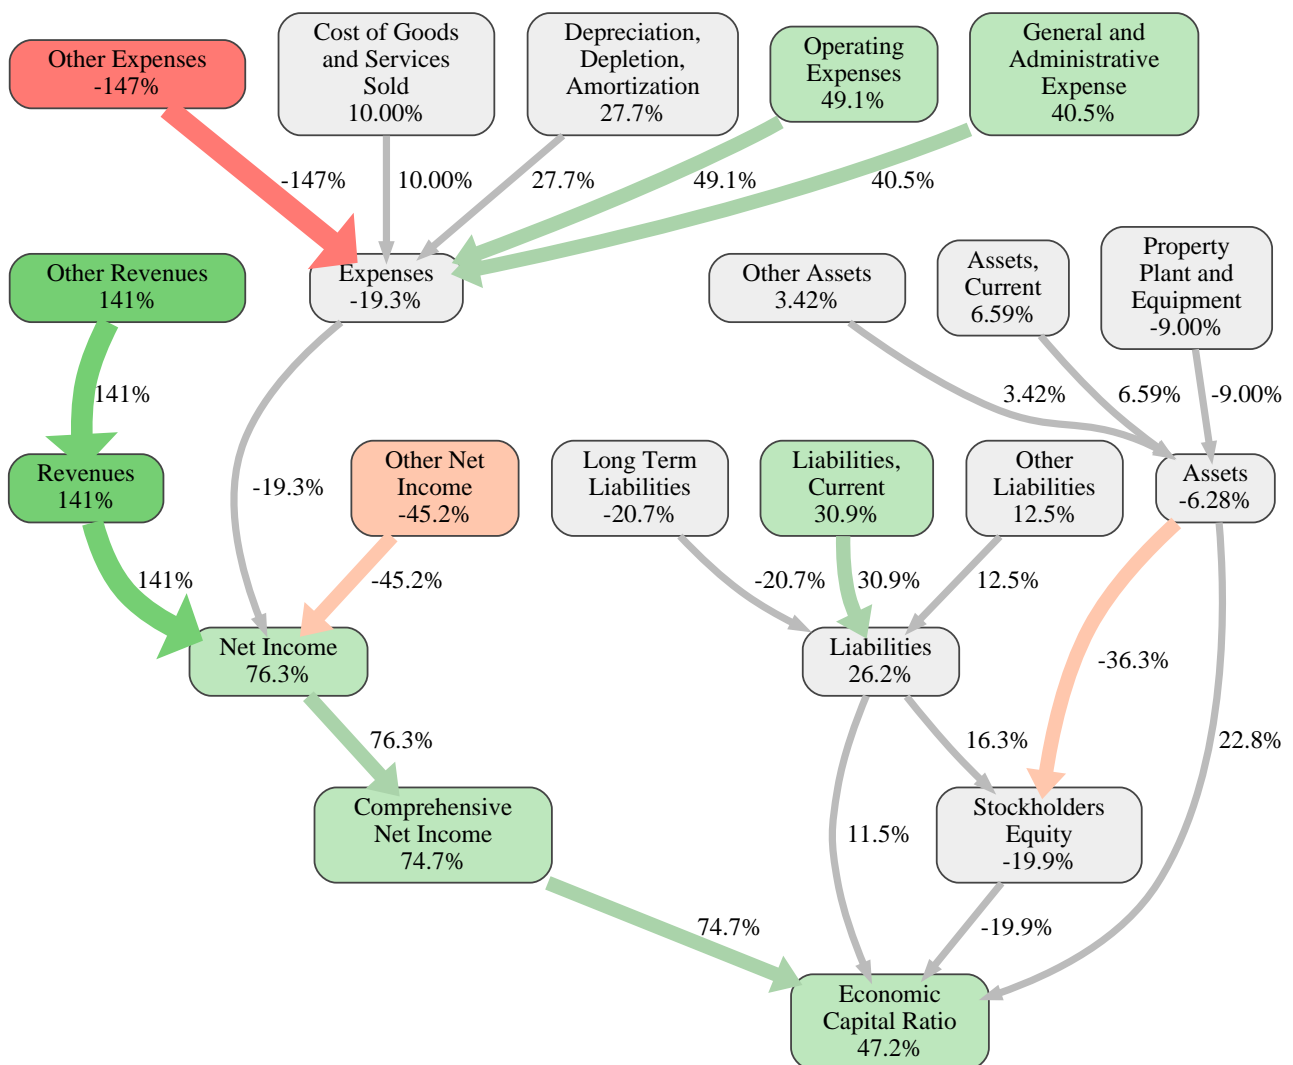 Other Expenses
-147%
Cost of Goods
and Services
Sold
10.00%
Depreciation,
Depletion,
Amortization
27.7%
Operating
Expenses
49.1%
General and
Administrative
Expense
40.5%
-147%
10.00%
27.7%
49.1%
40.5%
Other Revenues
141%
Expenses
-19.3%
Other Assets
3.42%
Assets,
Current
6.59%
Property
Plant and
Equipment
-9.00%
141%
3.42%
6.59%
-9.00%
Revenues
141%
-19.3%
Other Net
Income
-45.2%
Long Term
Liabilities
-20.7%
Liabilities,
Current
30.9%
Other
Liabilities
12.5%
Assets
-6.28%
141%
-45.2%
-20.7%
30.9%
12.5%
Net Income
76.3%
Liabilities
26.2%
-36.3%
76.3%
16.3%
22.8%
Comprehensive
Net Income
74.7%
11.5%
Stockholders
Equity
-19.9%
74.7%
-19.9%
Economic
Capital Ratio
47.2%